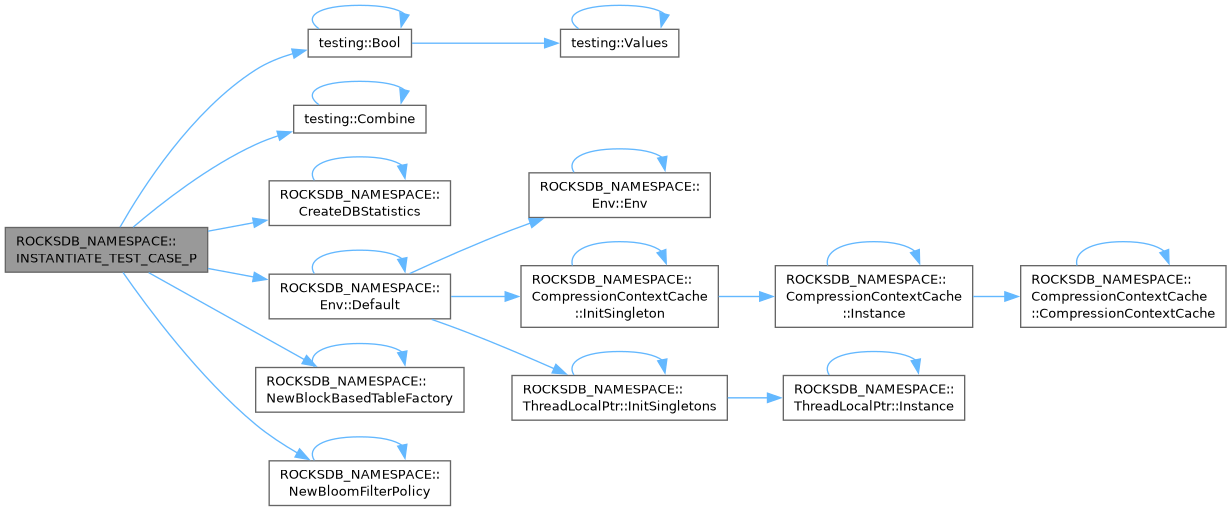 testing::Bool
testing::Values
testing::Combine
ROCKSDB_NAMESPACE::
Env::Env
ROCKSDB_NAMESPACE::
CreateDBStatistics
ROCKSDB_NAMESPACE::
INSTANTIATE_TEST_CASE_P
ROCKSDB_NAMESPACE::
Env::Default
ROCKSDB_NAMESPACE::
CompressionContextCache
::InitSingleton
ROCKSDB_NAMESPACE::
CompressionContextCache
::Instance
ROCKSDB_NAMESPACE::
CompressionContextCache
::CompressionContextCache
ROCKSDB_NAMESPACE::
NewBlockBasedTableFactory
ROCKSDB_NAMESPACE::
ThreadLocalPtr::InitSingletons
ROCKSDB_NAMESPACE::
ThreadLocalPtr::Instance
ROCKSDB_NAMESPACE::
NewBloomFilterPolicy